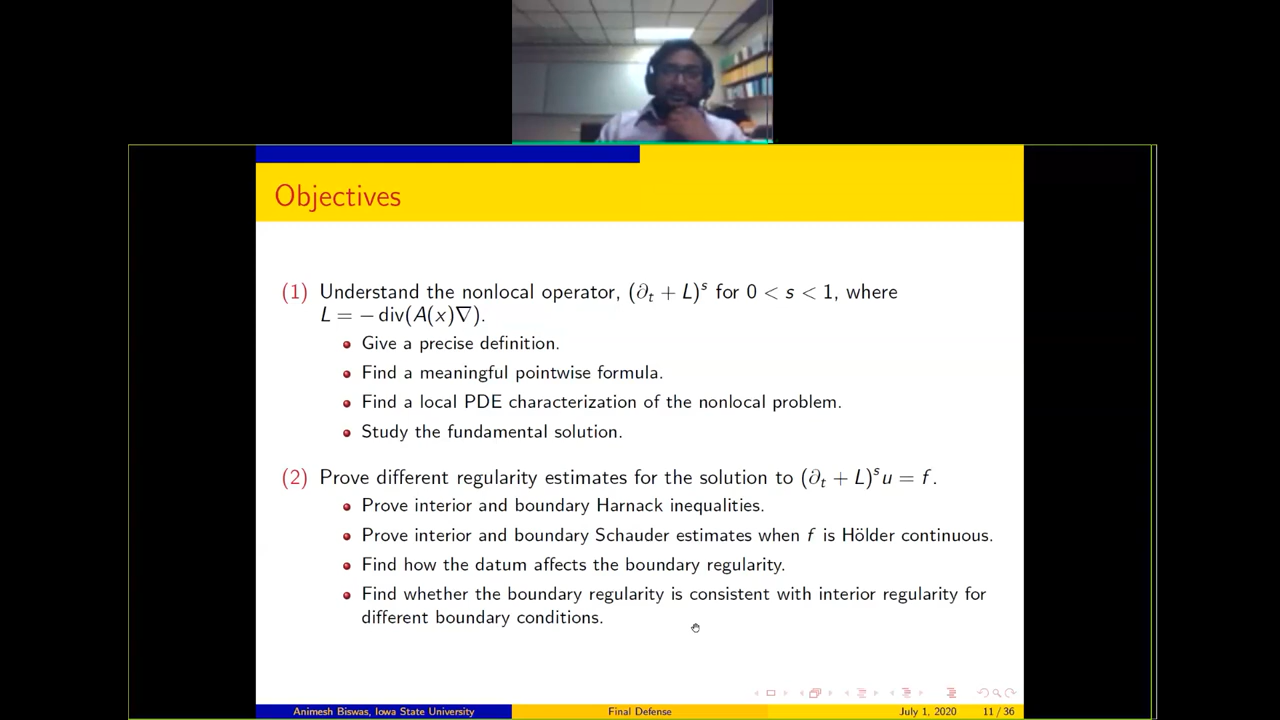 Objectives
(1) Understand the nonlocal operator, (∂ₜ + L)ˢ for 0 < s < 1, where
L = − div(A(x)∇).
Give a precise definition.
Find a meaningful pointwise formula.
Find a local PDE characterization of the nonlocal problem.
Study the fundamental solution.
(2) Prove different regularity estimates for the solution to (∂ₜ + L)ˢu = f.
Prove interior and boundary Harnack inequalities.
Prove interior and boundary Schauder estimates when f is Hölder continuous.
Find how the datum affects the boundary regularity.
Find whether the boundary regularity is consistent with interior regularity for
different boundary conditions.
Animesh Biswas, Iowa State University Final Defense July 1, 2020 11 / 36